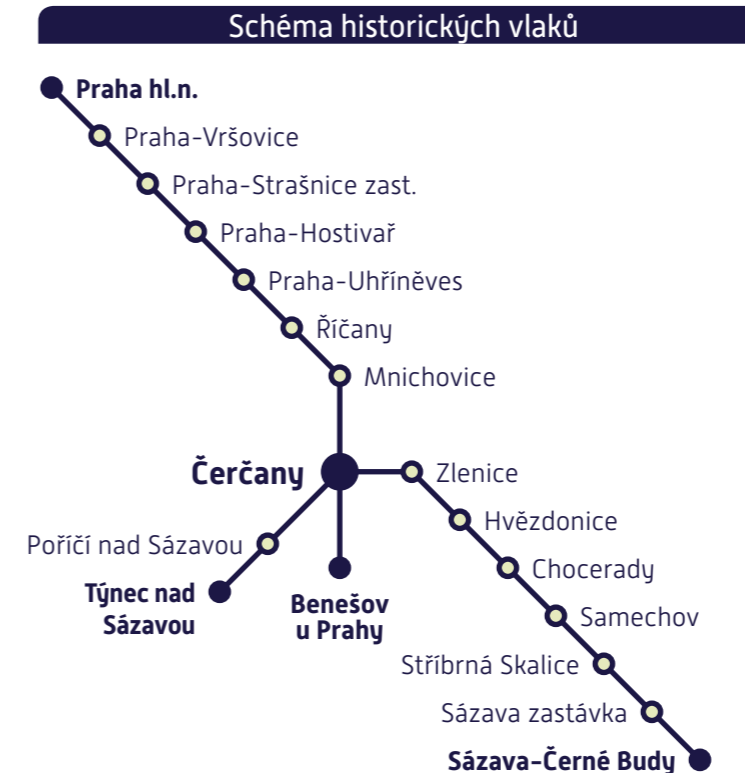 Schéma historických vlaků
Praha hl.n.
Praha-Vršovice
Praha-Strašnice zast.
Praha-Hostivař
Praha-Uhříněves
Říčany
Mnichovice
Čerčany
Zlenice
Hvězdonice
Poříčí nad Sázavou
Chocerady
Týnec nad
Sázavou
Benešov
u Prahy
Samechov
Stříbrná Skalice
Sázava zastávka
Sázava-Černé Budy